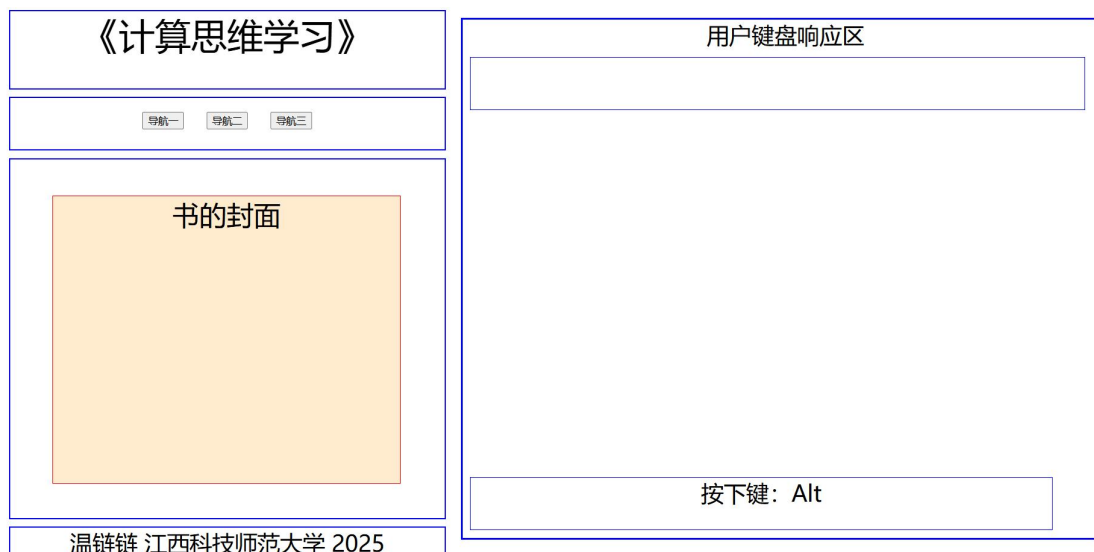 《计算思维学习》
导航一 导航二 导航三
书的封面
温链链 江西科技师范大学 2025
用户键盘响应区
按下键：Alt